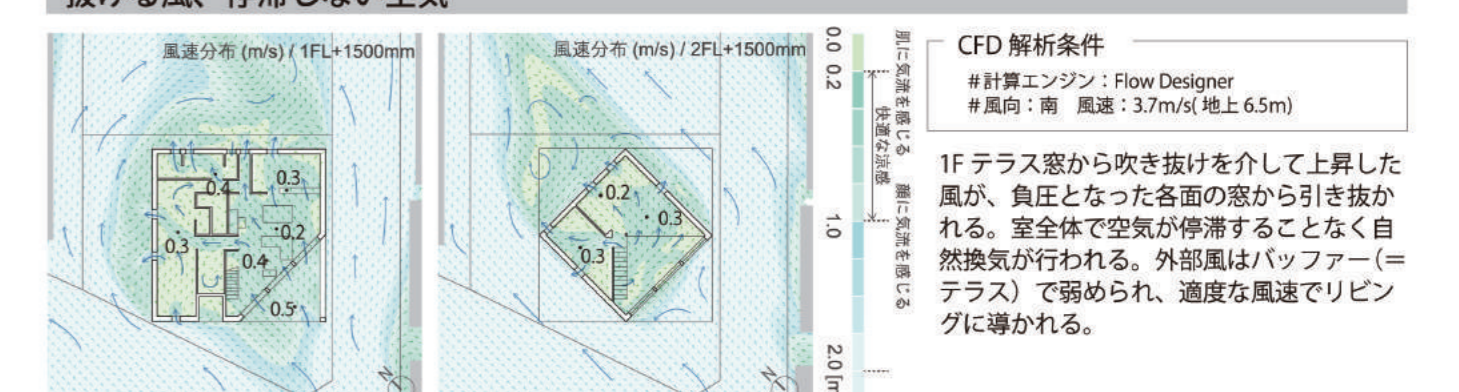 抜ける風、停滞しない空気
風速分布 (m/s) / 1FL+1500mm
0.4
0.3
0.3
0.2
0.4
0.5
N
風速分布 (m/s) / 2FL+1500mm
0.2
0.3
0.3
N
0.0
0.2
1.0
2.0 [m
肌に気流を感じる
快適な涼感
顔に気流を感じる
CFD 解析条件
#計算エンジン:Flow Designer
#風向:南 風速:3.7m/s( 地上 6.5m)
1F テラス窓から吹き抜けを介して上昇した
風が、負圧となった各面の窓から引き抜か
れる。室全体で空気が停滞することなく自
然換気が行われる。外部風はバッファー(=
テラス)で弱められ、適度な風速でリビン
グに導かれる。